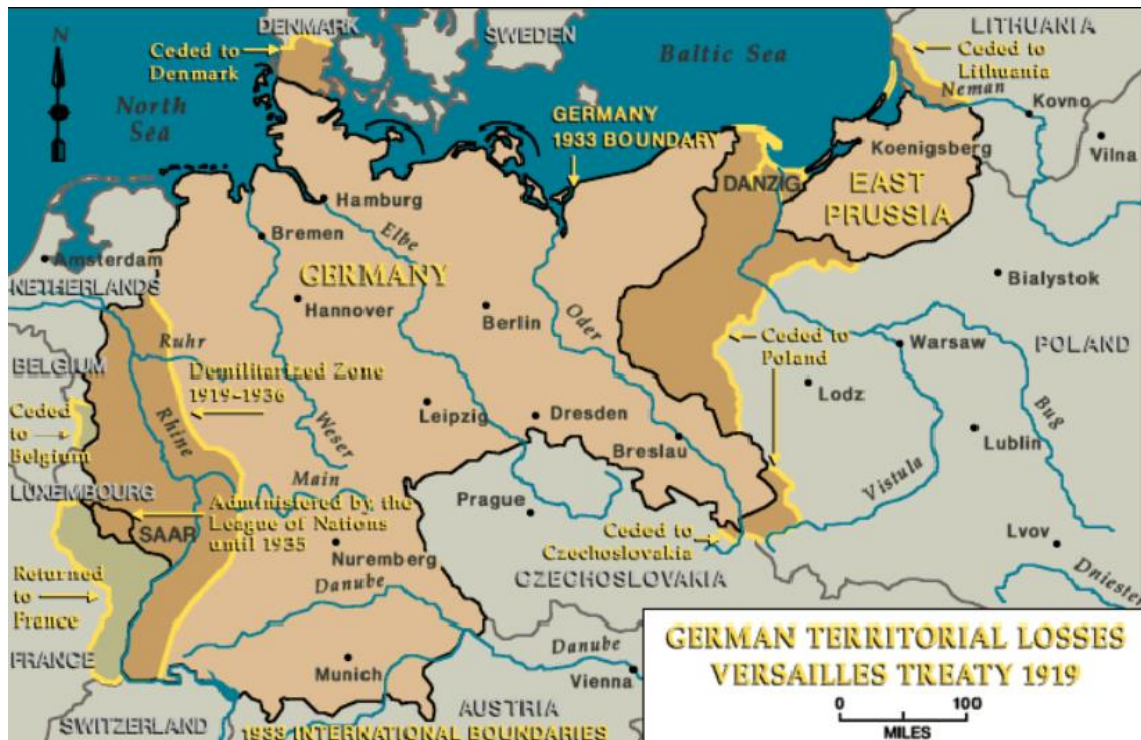 DENMARK
SWEDEN
LITHUANIA
Ceded to
Denmark
Baltic Sea
Ceded to
Lithuania
N
North
Sea
Neman
Kovno
GERMANY
1933 BOUNDARY
Koenigsberg
Vilna
DANZIG
EAST
PRUSSIA
Hamburg
Elbe
Bremen
Amsterdam
GERMANY
NETHERLANDS
Bialystok
Hannover
Berlin
Oder
Ruhr
Ceded to
Poland
Warsaw
POLAND
BELGIUM
Demilitarized Zone
1919-1936
Lodz
Bug
Ceded
to
Belgium
Rhine
Weser
Leipzig
Dresden
Breslau
Lublin
Main
Vistula
LUXEMBOURG
Prague
Administered by the
League of Nations
until 1935
SAAR
Ceded to
Czechoslovakia
Lvov
Nuremberg
CZECHOSLOVAKIA
Dniester
Returned
to
France
Danube
FRANCE
Munich
Danube
Vienna
GERMAN TERRITORIAL LOSSES
VERSAILLES TREATY 1919
SWITZERLAND
AUSTRIA
1933 INTERNATIONAL BOUNDARIES
0 100
MILES